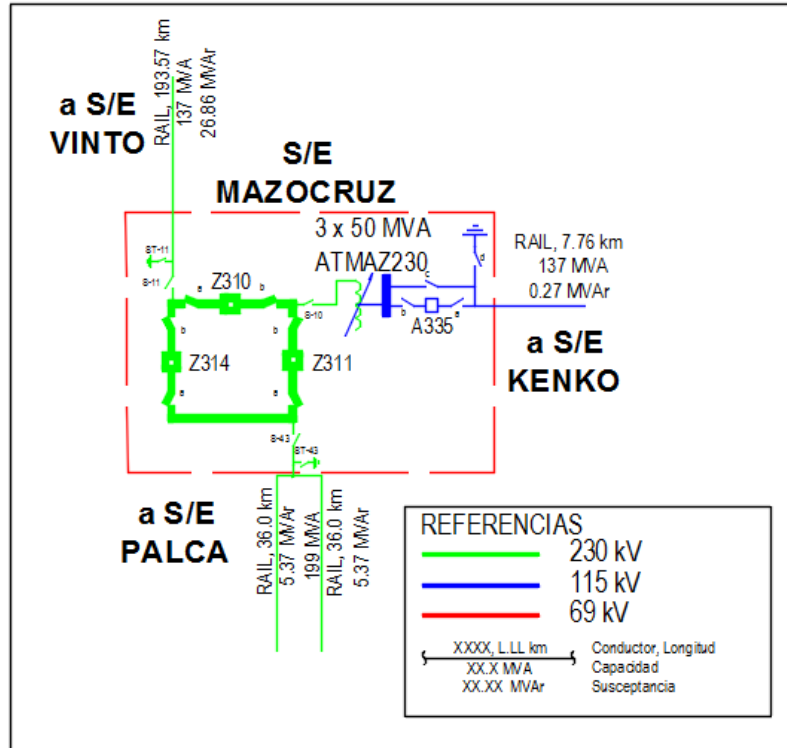 a S/E
VINTO
RAIL, 193.57 km
137 MVA
26.86 MVAr
S/E
MAZOCRUZ
3 x 50 MVA
ATMAZ230
RAIL, 7.76 km
137 MVA
0.27 MVAr
a S/E
KENKO
ST-11
S-11
a
Z310
b
S-10
c
d
b
A335
a
b
Z314
a
b
Z311
a
S-43
ST-43
a S/E
PALCA
RAIL, 36.0 km
5.37 MVAr
199 MVA
RAIL, 36.0 km
5.37 MVAr
REFERENCIAS
230 kV
115 kV
69 kV
XXXX, L.LL km Conductor, Longitud
XX.X MVA Capacidad
XX.XX MVAr Susceptancia